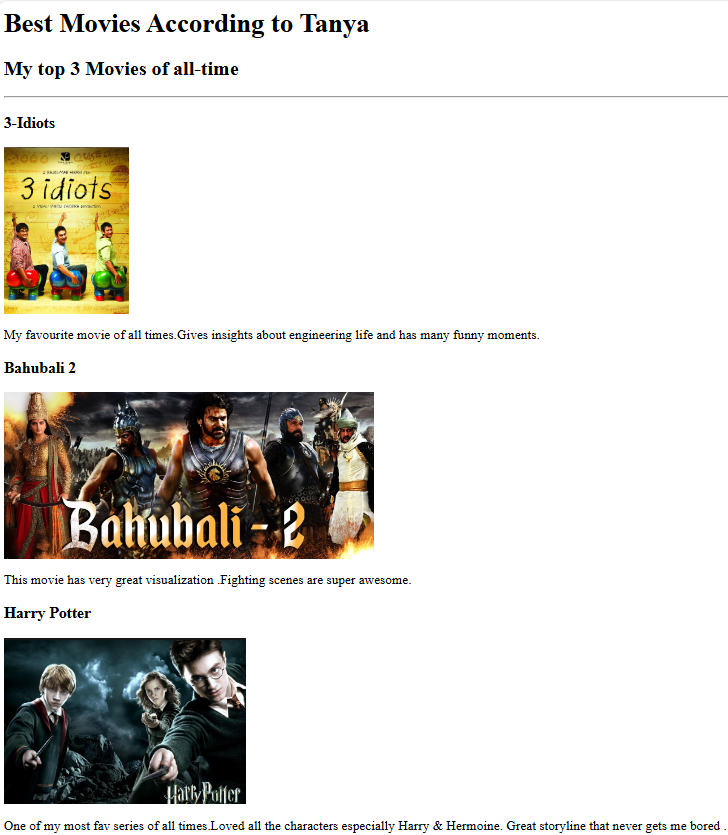 Best Movies According to Tanya
My top 3 Movies of all-time
3-Idiots
3 idiots
My favourite movie of all times.Gives insights about engineering life and has many funny moments.
Bahubali 2
Bahubali - 2
This movie has very great visualization .Fighting scenes are super awesome.
Harry Potter
Harry Potter
One of my most fav series of all times.Loved all the characters especially Harry & Hermoine. Great storyline that never gets me bored .